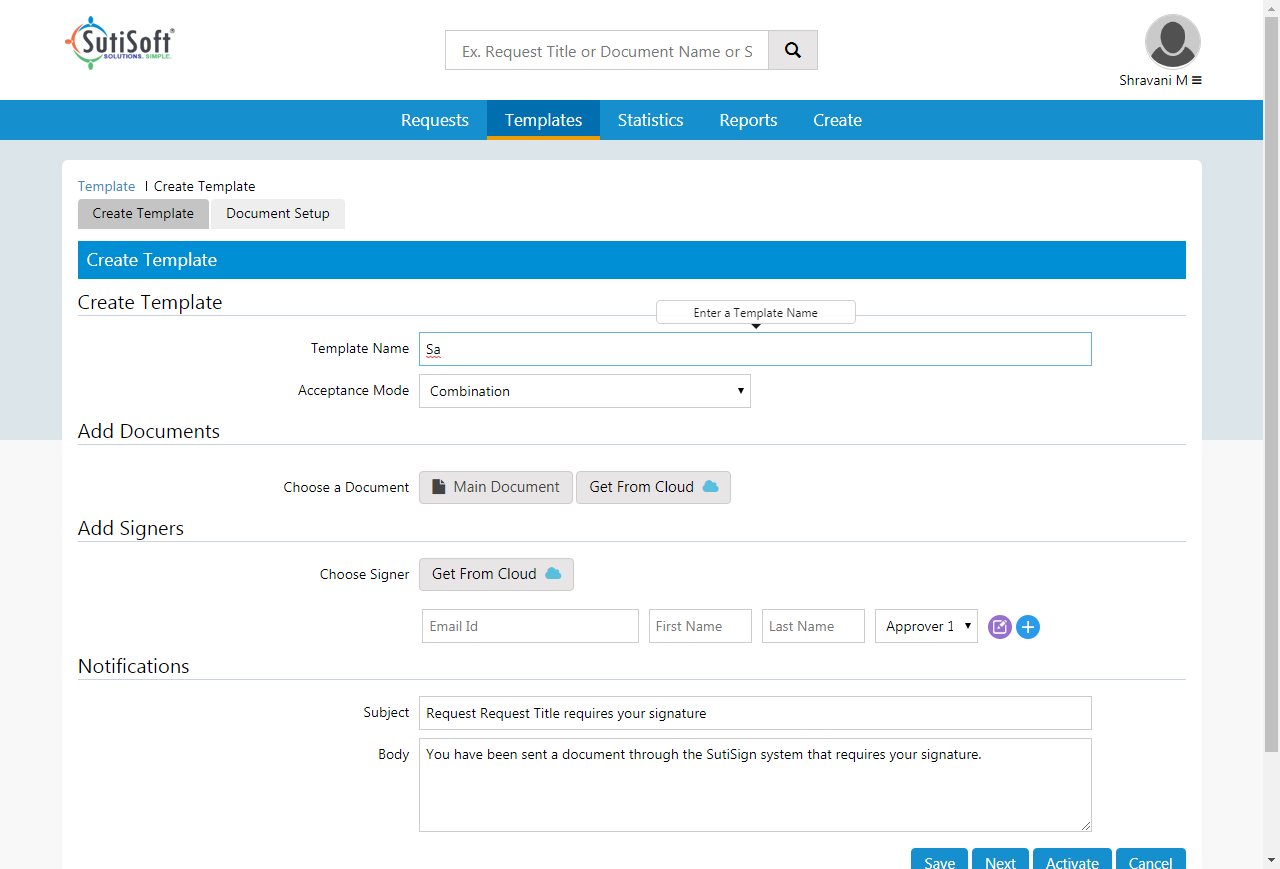 SutiSoft®
SOLUTIONS. SIMPLE.
Ex. Request Title or Document Name or S
Shravani M
Requests Templates Statistics Reports Create
Template | Create Template
Create Template Document Setup
Create Template
Create Template
Enter a Template Name
Template Name Sa
Acceptance Mode Combination
Add Documents
Choose a Document Main Document Get From Cloud
Add Signers
Choose Signer Get From Cloud
Email Id First Name Last Name Approver 1
Notifications
Subject Request Request Title requires your signature
Body You have been sent a document through the SutiSign system that requires your signature.
Save Next Activate Cancel